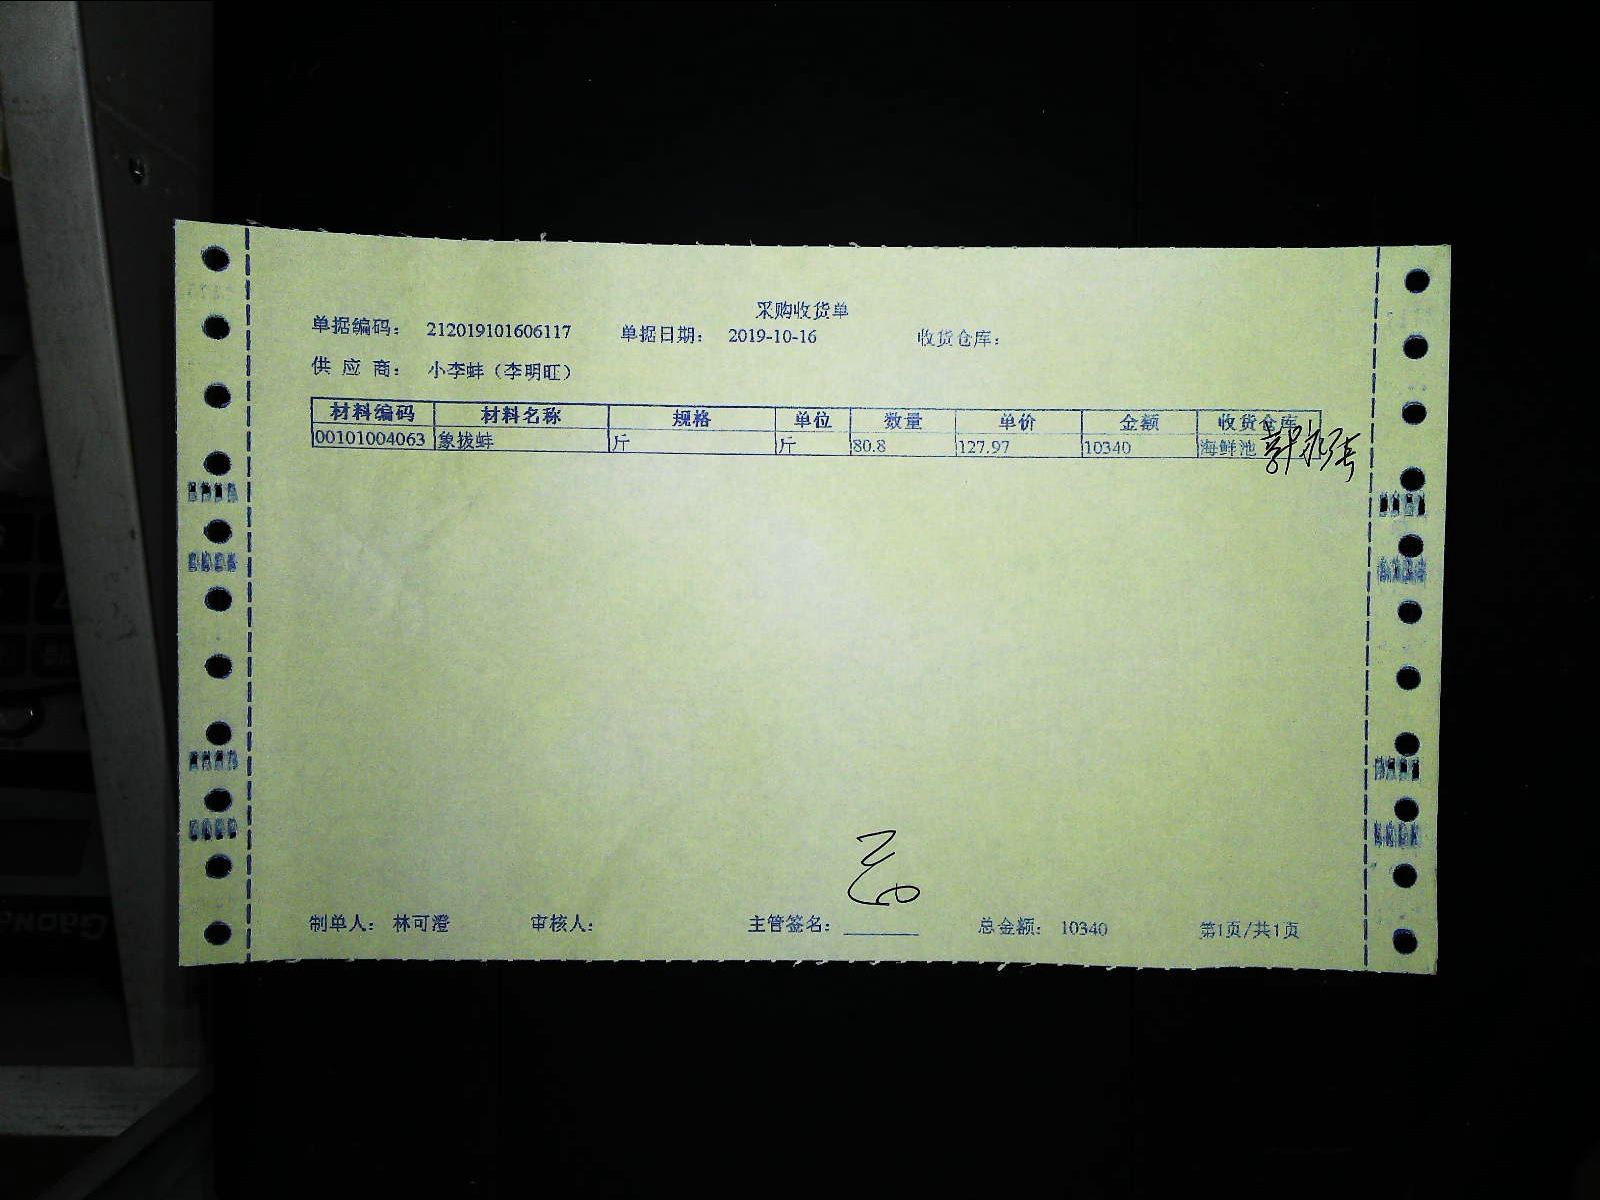 采购收货单
单据编码： 212019101606117 单据日期： 2019-10-16 收货仓库：
供 应 商： 小李蚌（李明旺）
材料编码 材料名称 规格 单位 数量 单价 金额 收货仓库
00101004063 象拔蚌 斤 斤 80.8 127.97 10340 海鲜池
制单人： 林可澄 审核人： 主管签名： 总金额： 10340 第1页/共1页